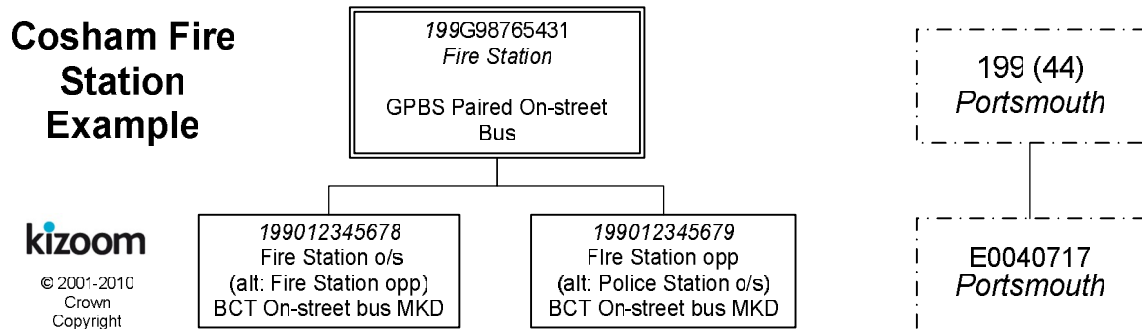 Cosham Fire
Station
Example
199G98765431
Fire Station
GPBS Paired On-street
Bus
199 (44)
Portsmouth
kizoom
© 2001-2010
Crown
Copyright
199012345678
Fire Station o/s
(alt: Fire Station opp)
BCT On-street bus MKD
199012345679
FIre Station opp
(alt: Police Station o/s)
BCT On-street bus MKD
E0040717
Portsmouth